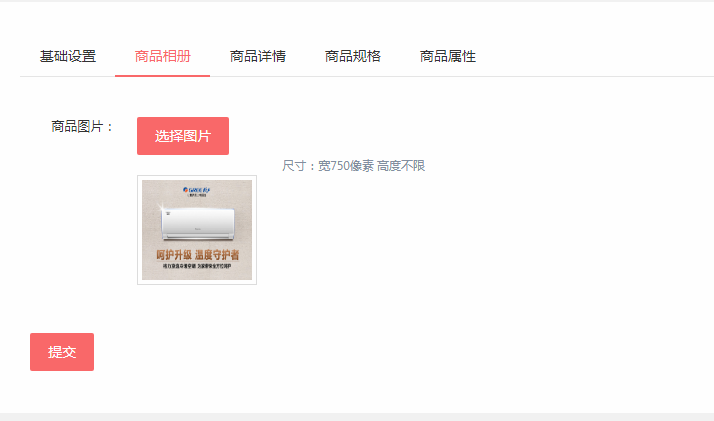 基础设置 商品相册 商品详情 商品规格 商品属性
商品图片：
选择图片
尺寸：宽750像素 高度不限
呵护升级 温度守护者
提交